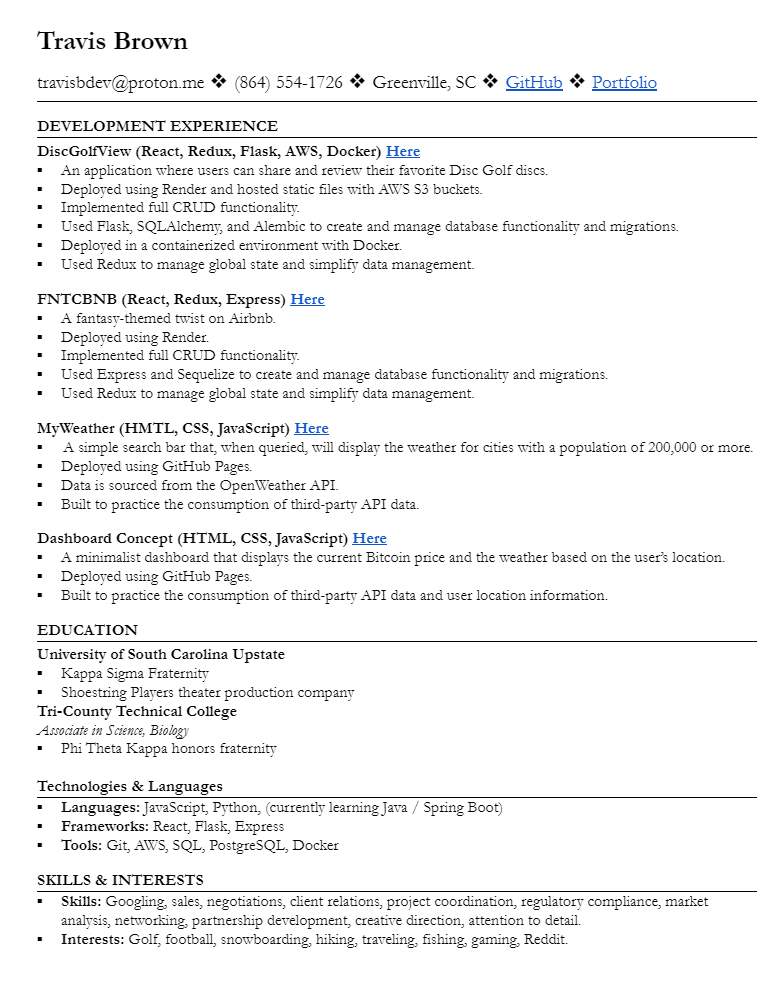 Travis Brown
travisbdev@proton.me ❖ (864) 554-1726 ❖ Greenville, SC ❖ GitHub ❖ Portfolio
DEVELOPMENT EXPERIENCE
DiscGolfView (React, Redux, Flask, AWS, Docker) Here
▪ An application where users can share and review their favorite Disc Golf discs.
▪ Deployed using Render and hosted static files with AWS S3 buckets.
▪ Implemented full CRUD functionality.
▪ Used Flask, SQLAlchemy, and Alembic to create and manage database functionality and migrations.
▪ Deployed in a containerized environment with Docker.
▪ Used Redux to manage global state and simplify data management.
FNTCBNB (React, Redux, Express) Here
▪ A fantasy-themed twist on Airbnb.
▪ Deployed using Render.
▪ Implemented full CRUD functionality.
▪ Used Express and Sequelize to create and manage database functionality and migrations.
▪ Used Redux to manage global state and simplify data management.
MyWeather (HMTL, CSS, JavaScript) Here
▪ A simple search bar that, when queried, will display the weather for cities with a population of 200,000 or more.
▪ Deployed using GitHub Pages.
▪ Data is sourced from the OpenWeather API.
▪ Built to practice the consumption of third-party API data.
Dashboard Concept (HTML, CSS, JavaScript) Here
▪ A minimalist dashboard that displays the current Bitcoin price and the weather based on the user’s location.
▪ Deployed using GitHub Pages.
▪ Built to practice the consumption of third-party API data and user location information.
EDUCATION
University of South Carolina Upstate
▪ Kappa Sigma Fraternity
▪ Shoestring Players theater production company
Tri-County Technical College
Associate in Science, Biology
▪ Phi Theta Kappa honors fraternity
Technologies & Languages
▪ Languages: JavaScript, Python, (currently learning Java / Spring Boot)
▪ Frameworks: React, Flask, Express
▪ Tools: Git, AWS, SQL, PostgreSQL, Docker
SKILLS & INTERESTS
▪ Skills: Googling, sales, negotiations, client relations, project coordination, regulatory compliance, market
analysis, networking, partnership development, creative direction, attention to detail.
▪ Interests: Golf, football, snowboarding, hiking, traveling, fishing, gaming, Reddit.